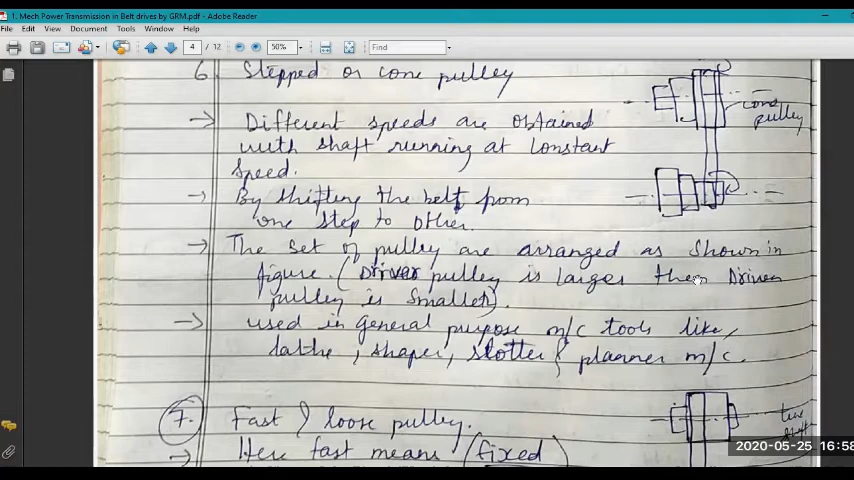 1. Mech Power Transmission in Belt drives by GRM.pdf - Adobe Reader
File Edit View Document Tools Window Help
4 / 12 50% Find
6. Stepped or cone pulley
→ Different speeds are obtained
with shaft running at constant
speed.
cone
pulley
→ By shifting the belt from
one step to other.
→ The set of pulley are arranged as shown in
figure. (Driver pulley is larger then Driven
pulley is smaller).
→ used in general purpose m/c tools like,
lathe, shaper, slotter & planner m/c.
7. Fast & loose pulley.
→ Here fast means (fixed)
line
shaft
2020-05-25 16:58